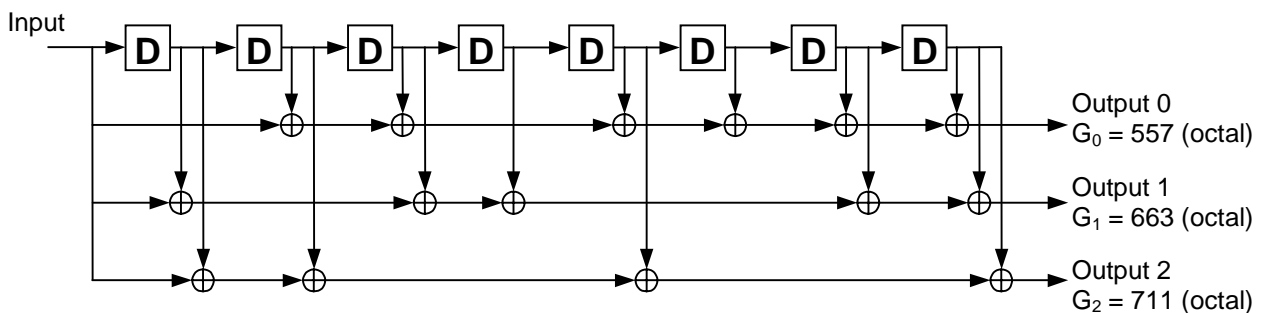 Input
D D D D D D D D
Output 0
G₀ = 557 (octal)
Output 1
G₁ = 663 (octal)
Output 2
G₂ = 711 (octal)